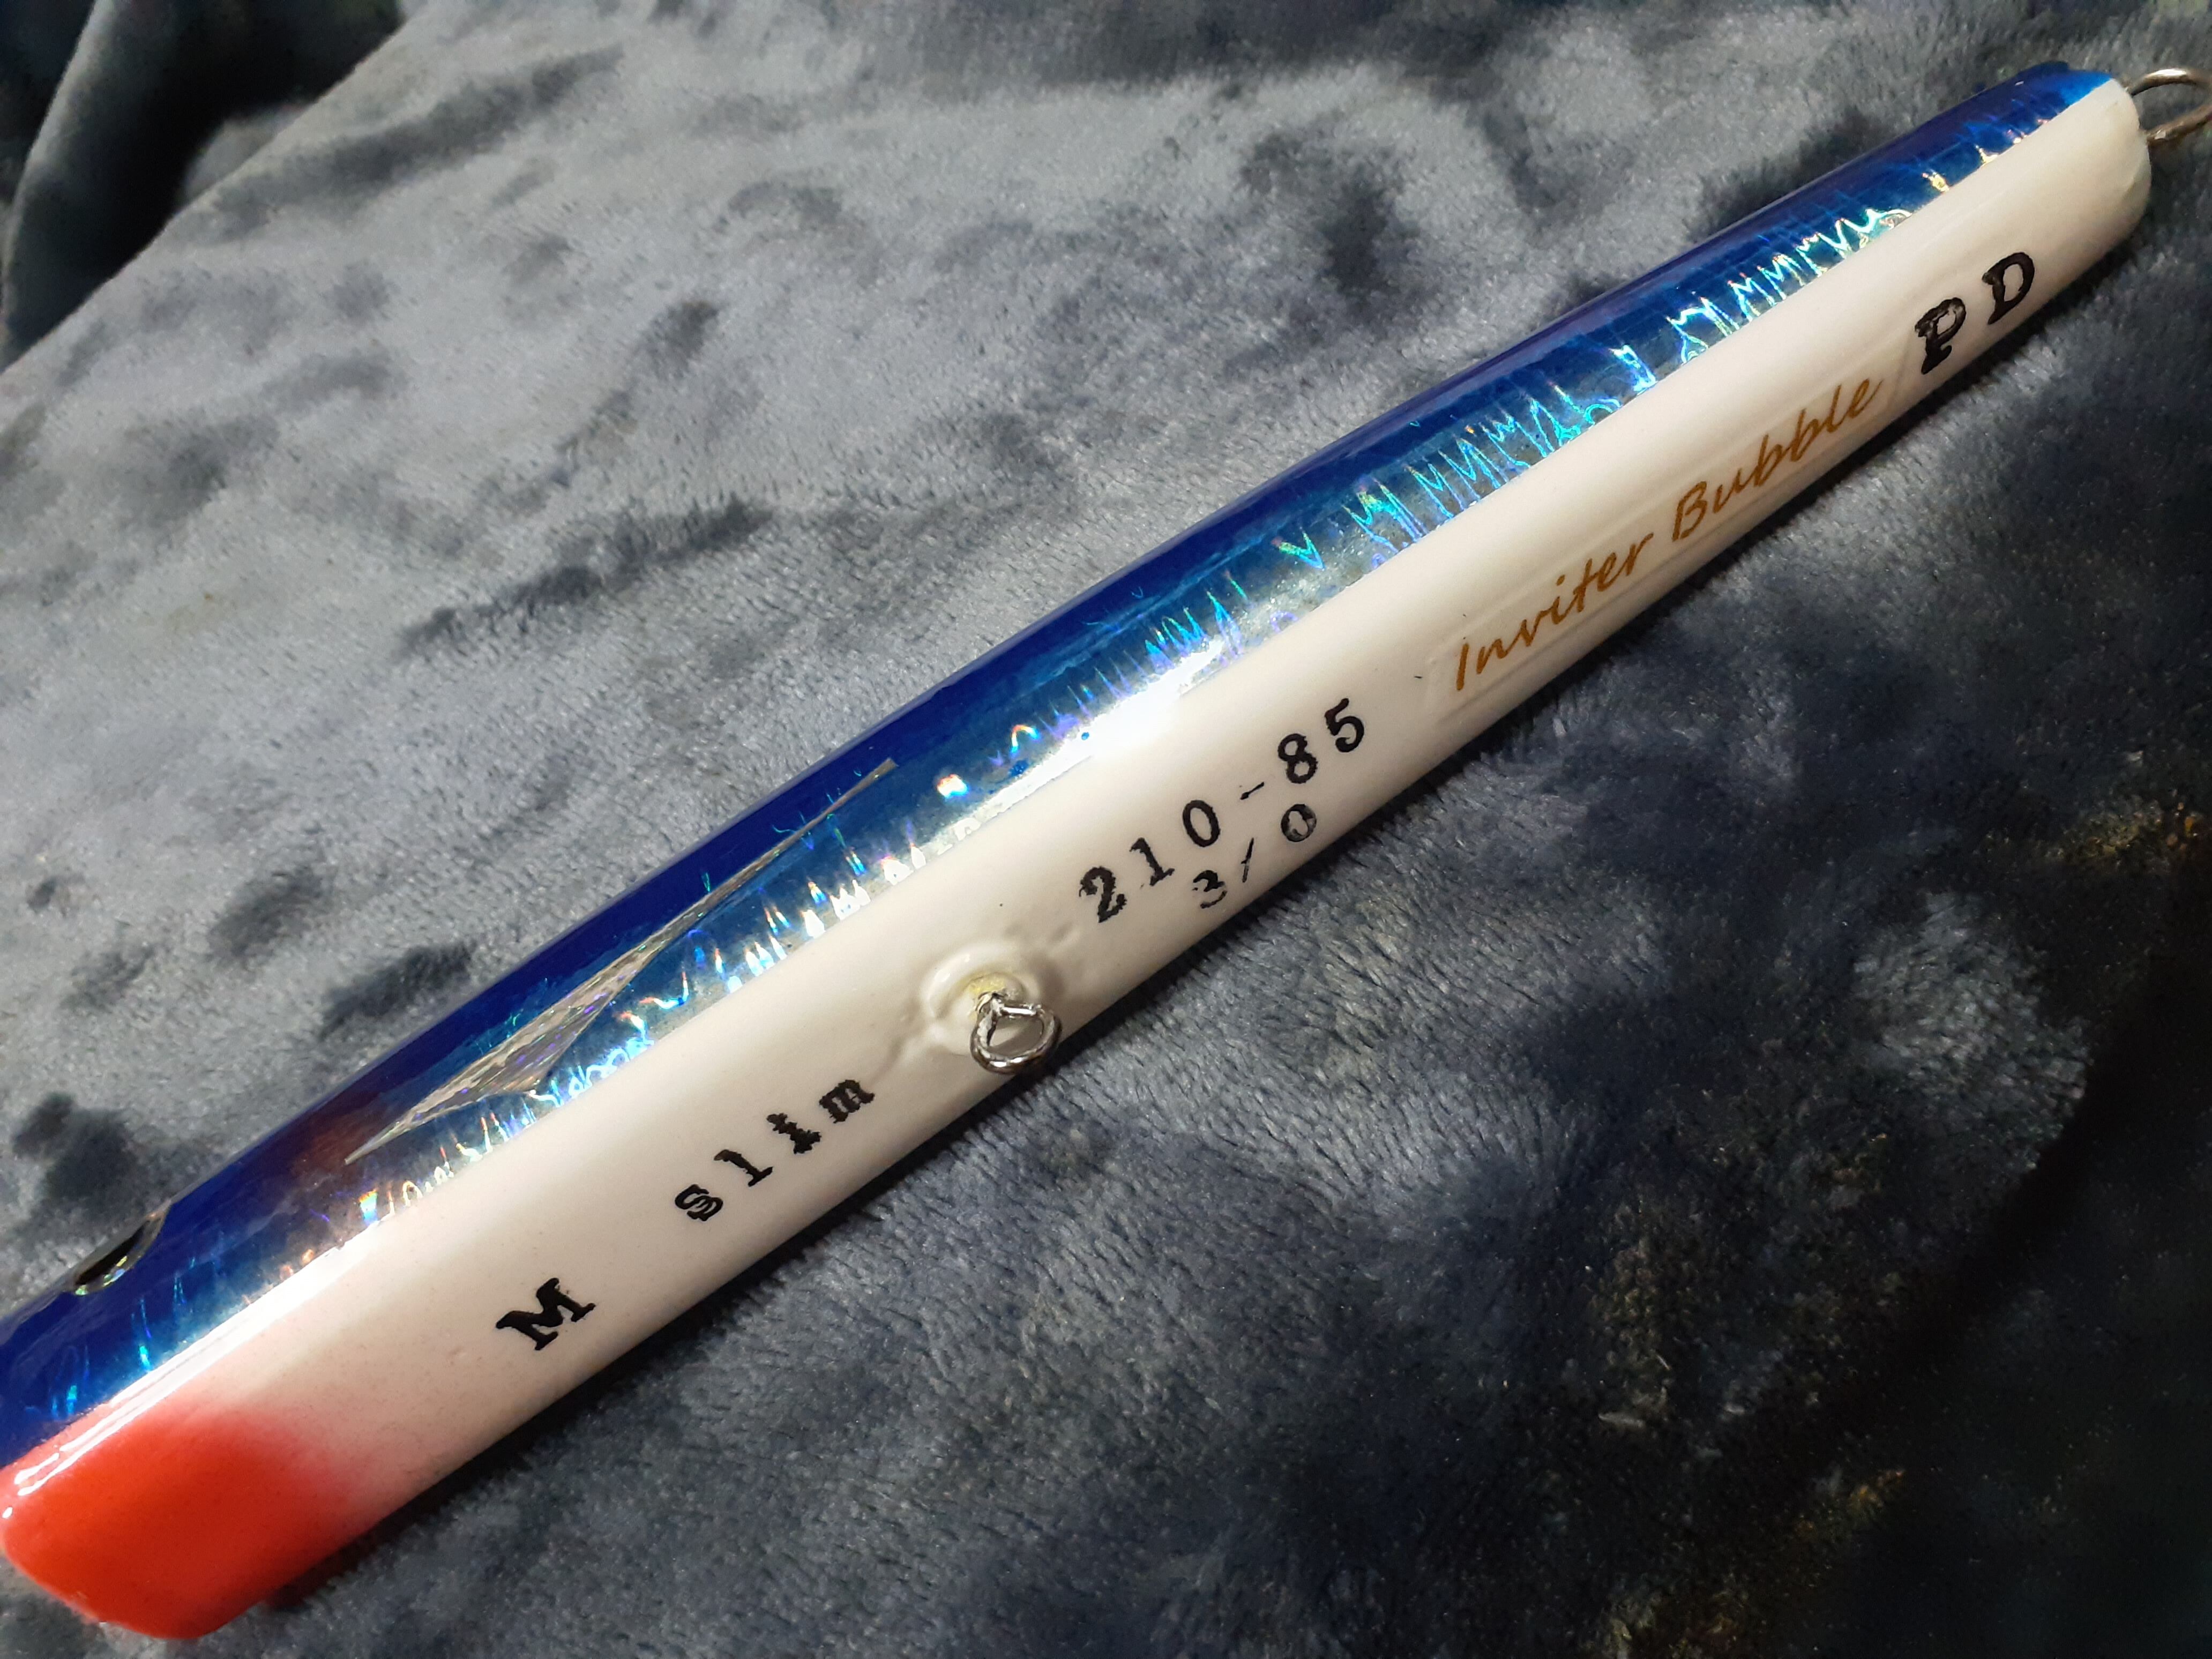 M slim 210-85
3/0
Inviter Bubble PD